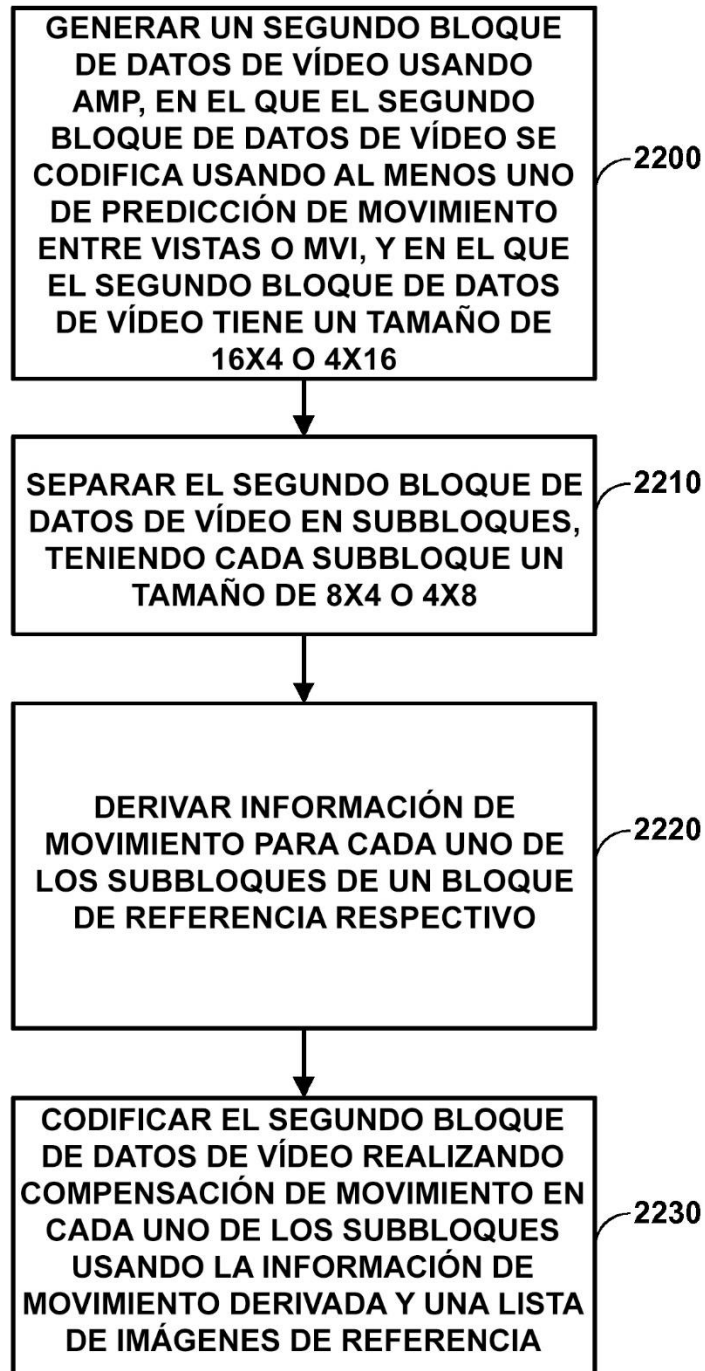 GENERAR UN SEGUNDO BLOQUE
DE DATOS DE VÍDEO USANDO
AMP, EN EL QUE EL SEGUNDO
BLOQUE DE DATOS DE VÍDEO SE
CODIFICA USANDO AL MENOS UNO
DE PREDICCIÓN DE MOVIMIENTO
ENTRE VISTAS O MVI, Y EN EL QUE
EL SEGUNDO BLOQUE DE DATOS
DE VÍDEO TIENE UN TAMAÑO DE
16X4 O 4X16
2200
SEPARAR EL SEGUNDO BLOQUE DE
DATOS DE VÍDEO EN SUBBLOQUES,
TENIENDO CADA SUBBLOQUE UN
TAMAÑO DE 8X4 O 4X8
2210
DERIVAR INFORMACIÓN DE
MOVIMIENTO PARA CADA UNO DE
LOS SUBBLOQUES DE UN BLOQUE
DE REFERENCIA RESPECTIVO
2220
CODIFICAR EL SEGUNDO BLOQUE
DE DATOS DE VÍDEO REALIZANDO
COMPENSACIÓN DE MOVIMIENTO EN
CADA UNO DE LOS SUBBLOQUES
USANDO LA INFORMACIÓN DE
MOVIMIENTO DERIVADA Y UNA LISTA
DE IMÁGENES DE REFERENCIA
2230